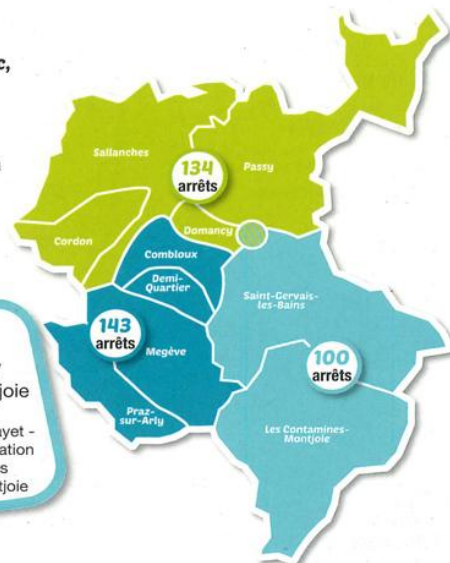 c,
Sallanches
134
arrêts
Passy
Cordon
Domancy
Combloux
Demi-
Quartier
Saint-Gervais-
les-Bains
143
arrêts
Megève
100
arrêts
Praz-
sur-Arly
Les Contamines-
Montjoie
joie
ayet -
ation
s
tjoie